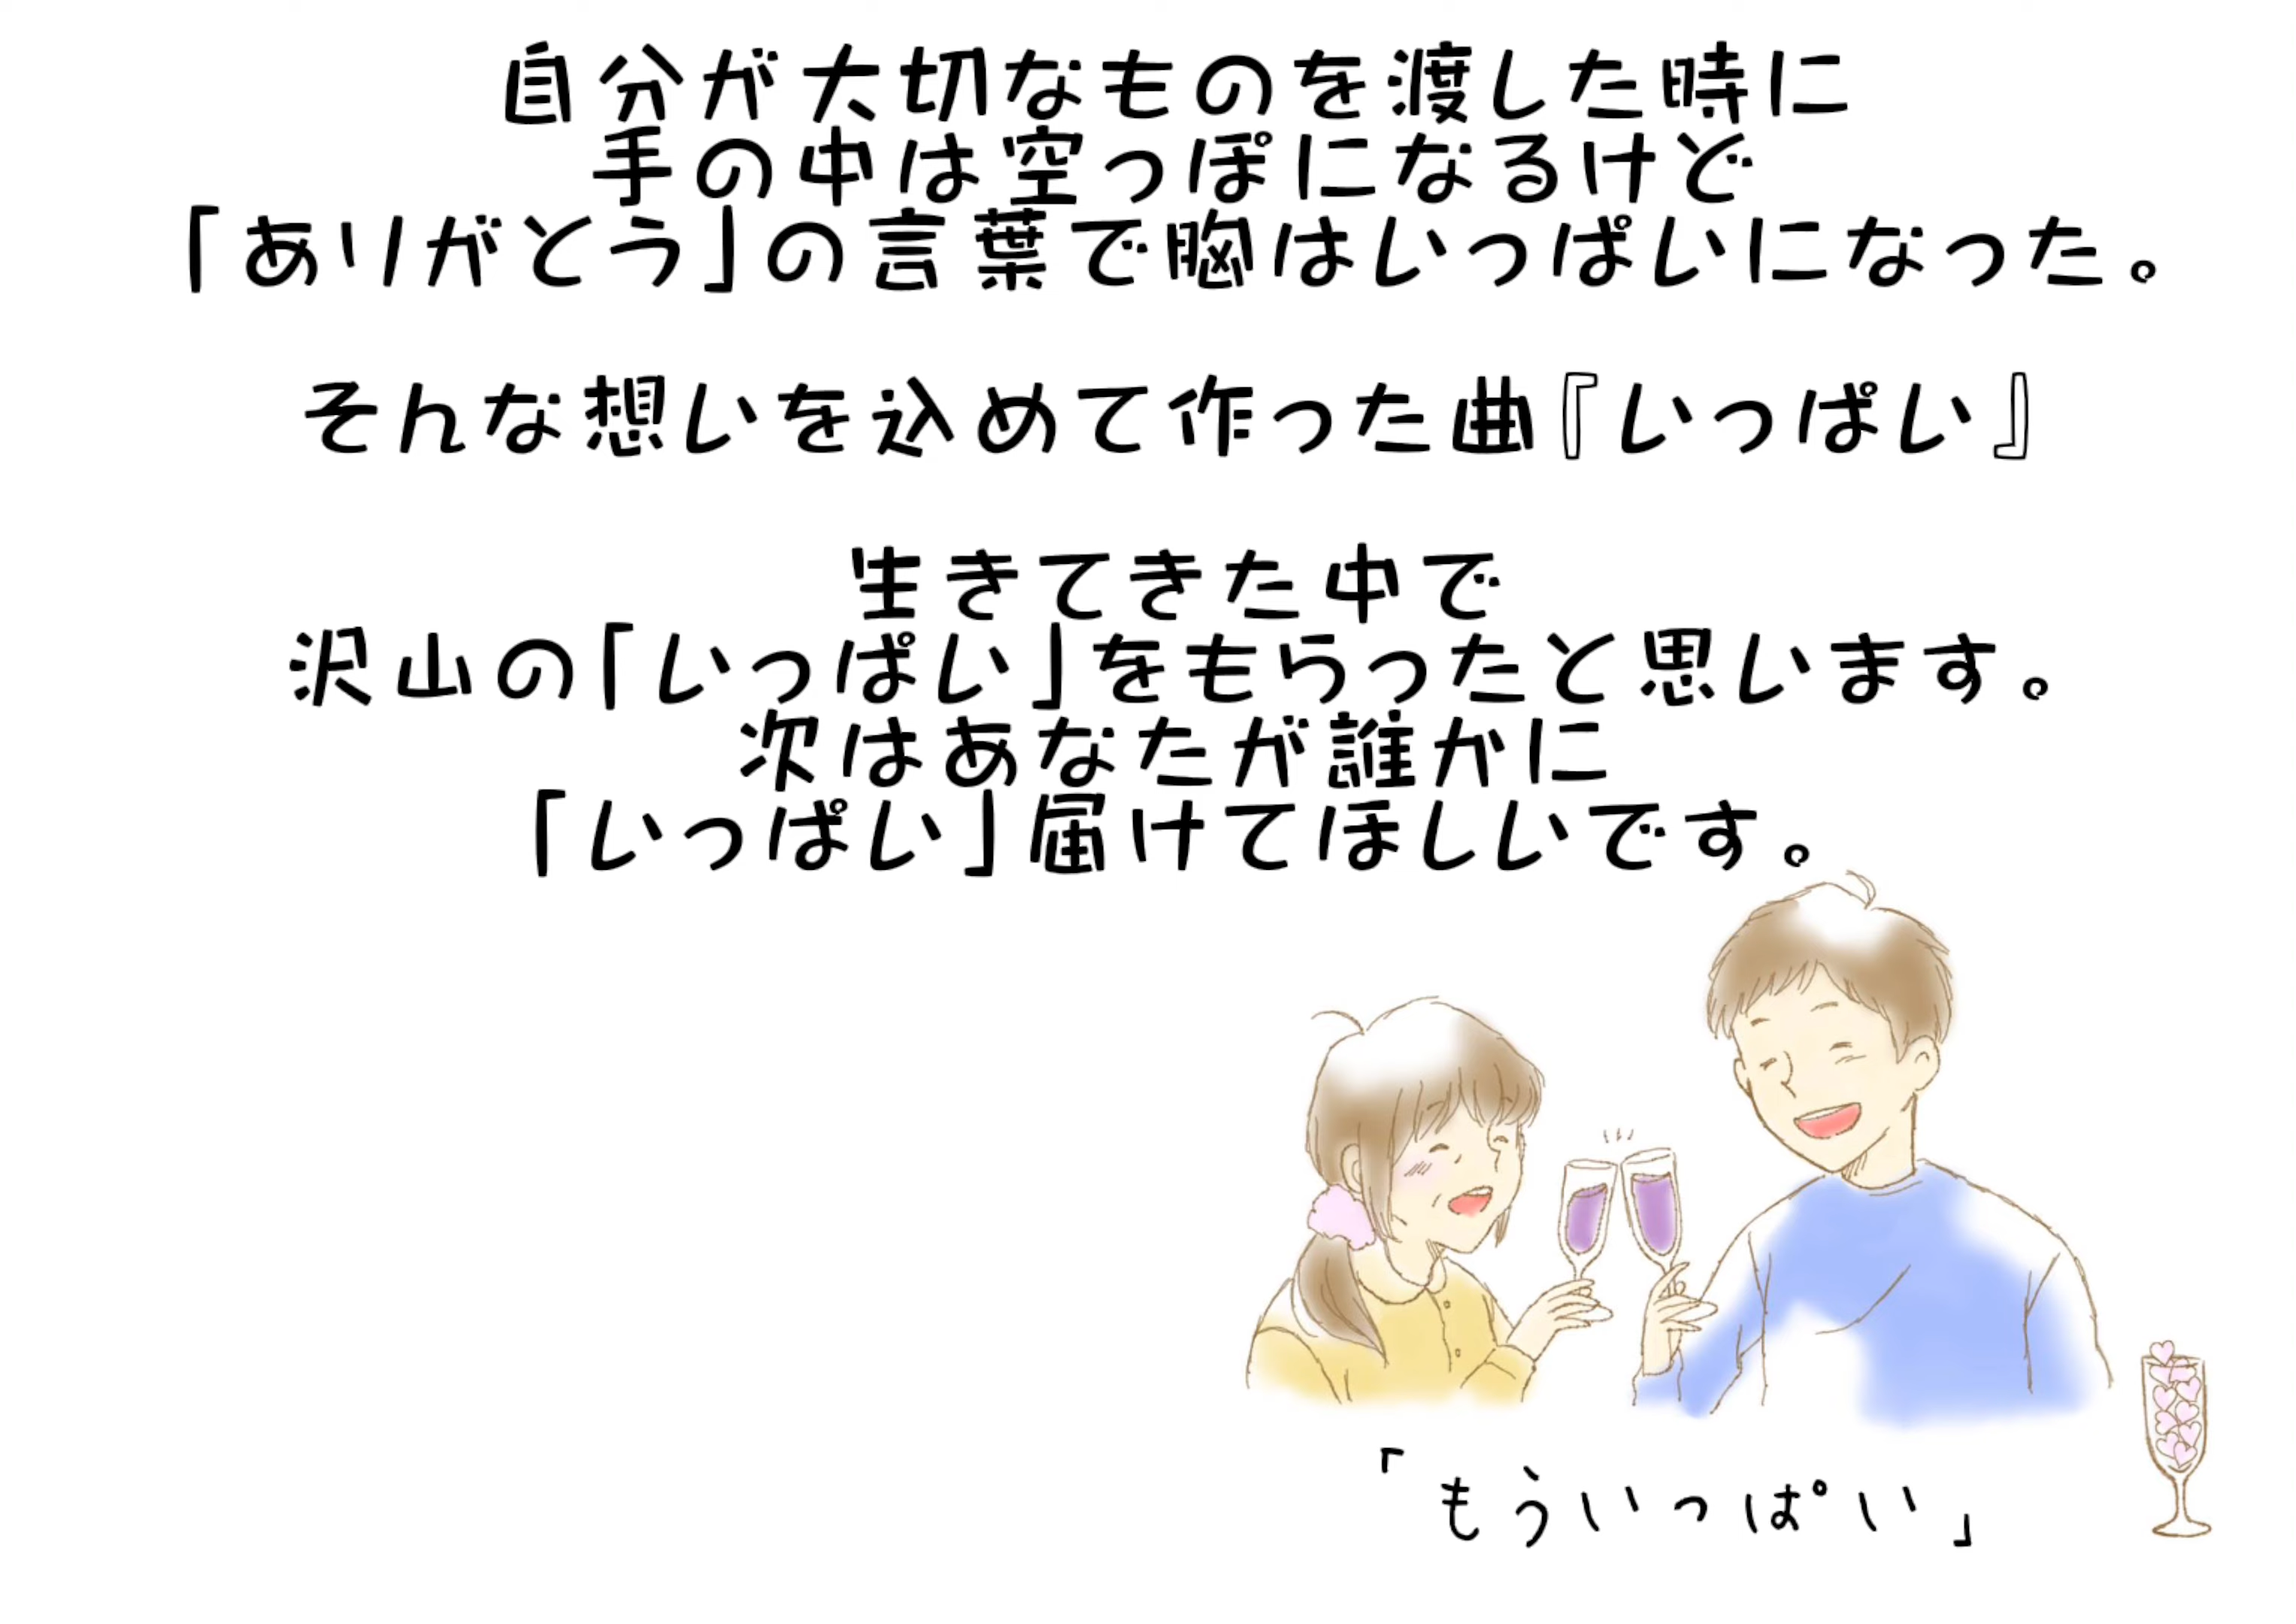 自分が大切なものを渡した時に
手の中は空っぽになるけど
「ありがとう」の言葉で胸はいっぱいになった。
そんな想いを込めて作った曲『いっぱい』
生きてきた中で
沢山の「いっぱい」をもらったと思います。
次はあなたが誰かに
「いっぱい」届けてほしいです。
「もういっぱい」